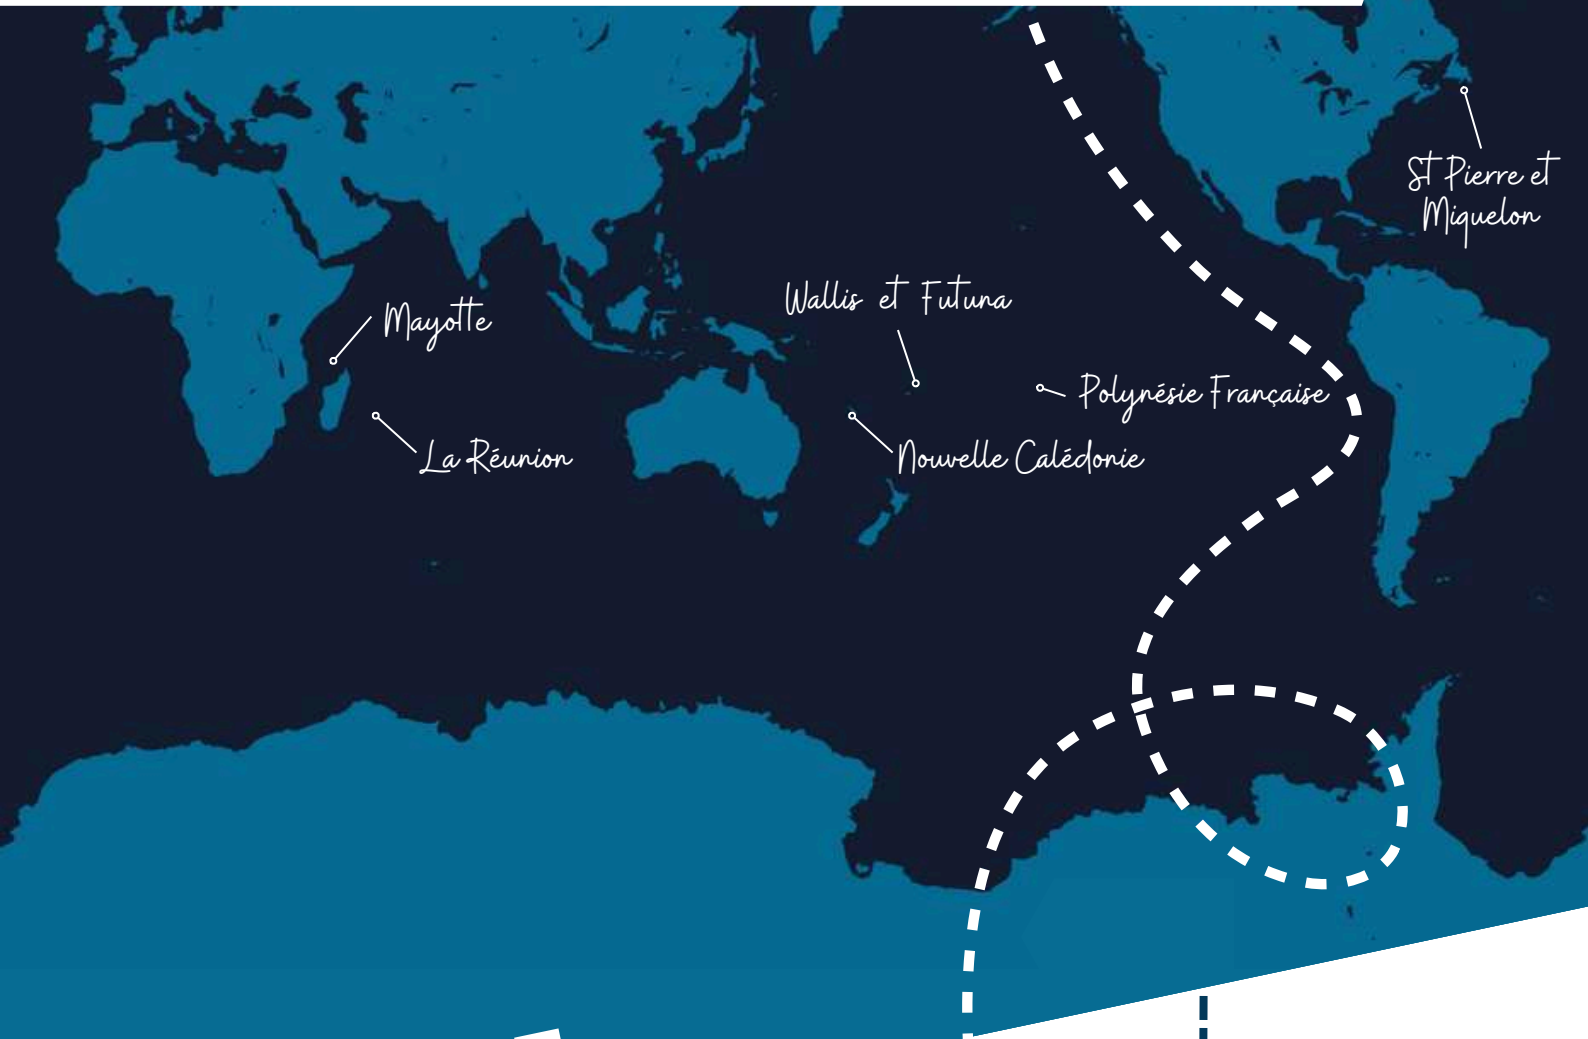 St Pierre et
Miquelon
Wallis et Futuna
Mayotte
Polynésie Française
La Réunion
Nouvelle Calédonie